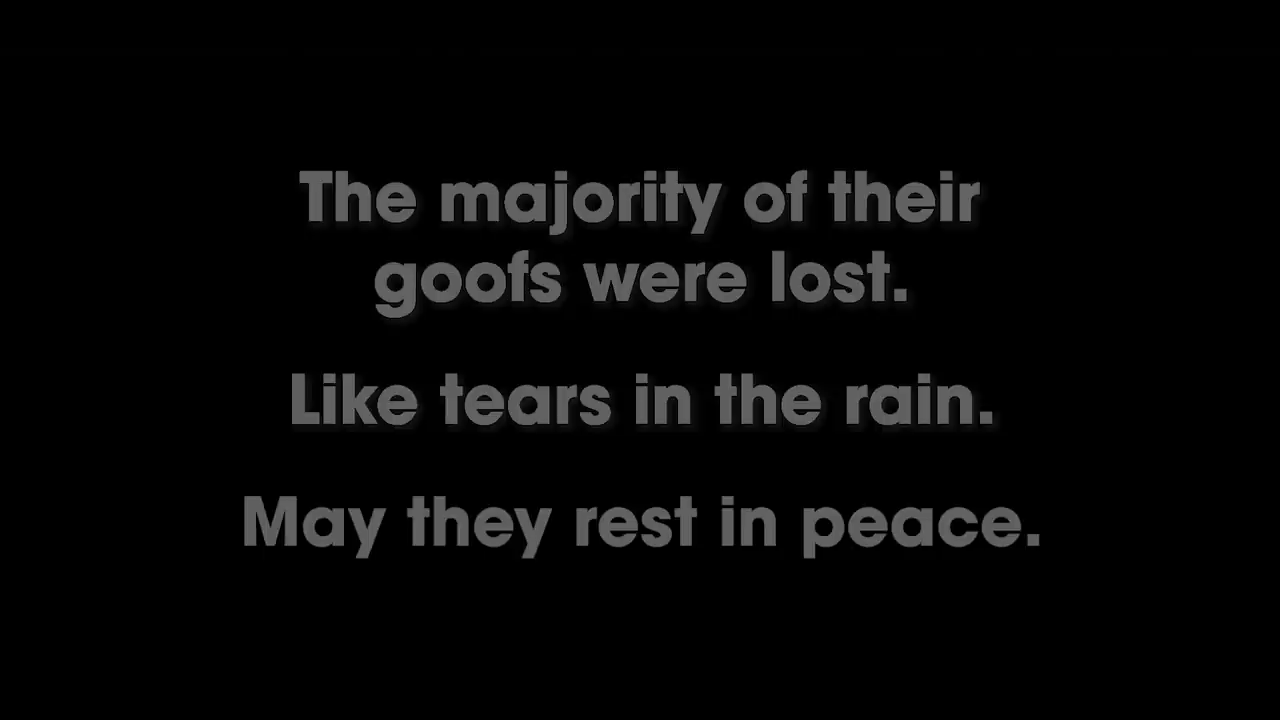 The majority of their
goofs were lost.
Like tears in the rain.
May they rest in peace.